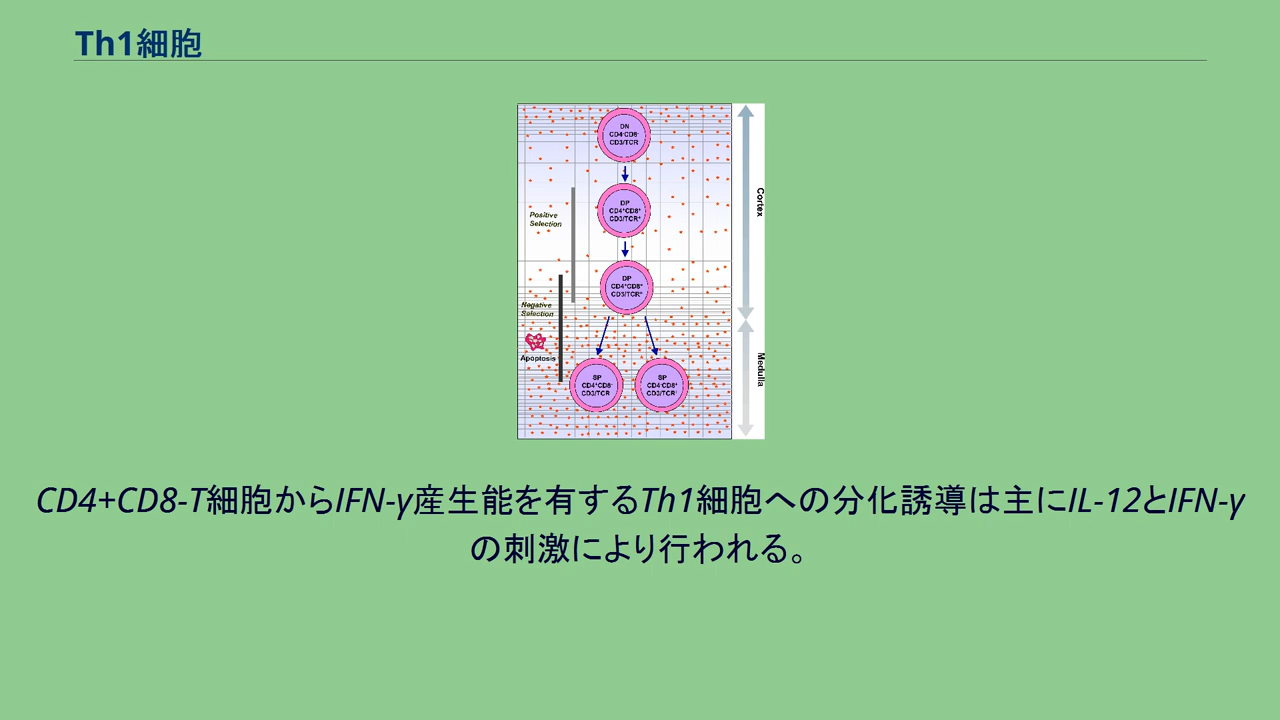 Th1細胞
DN
CD4-CD8-
CD3/TCR
DP
CD4+CD8+
CD3/TCR+
Positive
Selection
DP
CD4+CD8+
CD3/TCR+
Negative
Selection
Apoptosis
SP
CD4+CD8-
CD3/TCR
SP
CD4-CD8+
CD3/TCR+
Cortex
Medulla
CD4+CD8-T細胞からIFN-γ産生能を有するTh1細胞への分化誘導は主にIL-12とIFN-γ
の刺激により行われる。